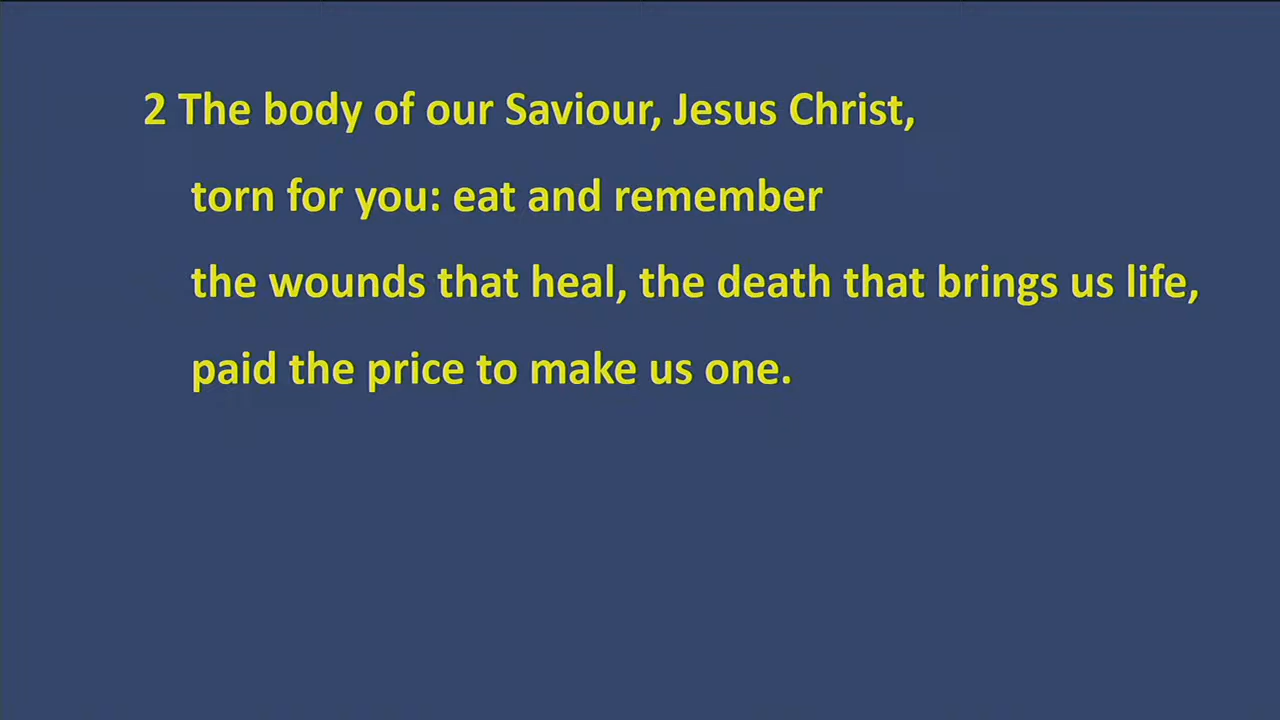 2 The body of our Saviour, Jesus Christ,
torn for you: eat and remember
the wounds that heal, the death that brings us life,
paid the price to make us one.